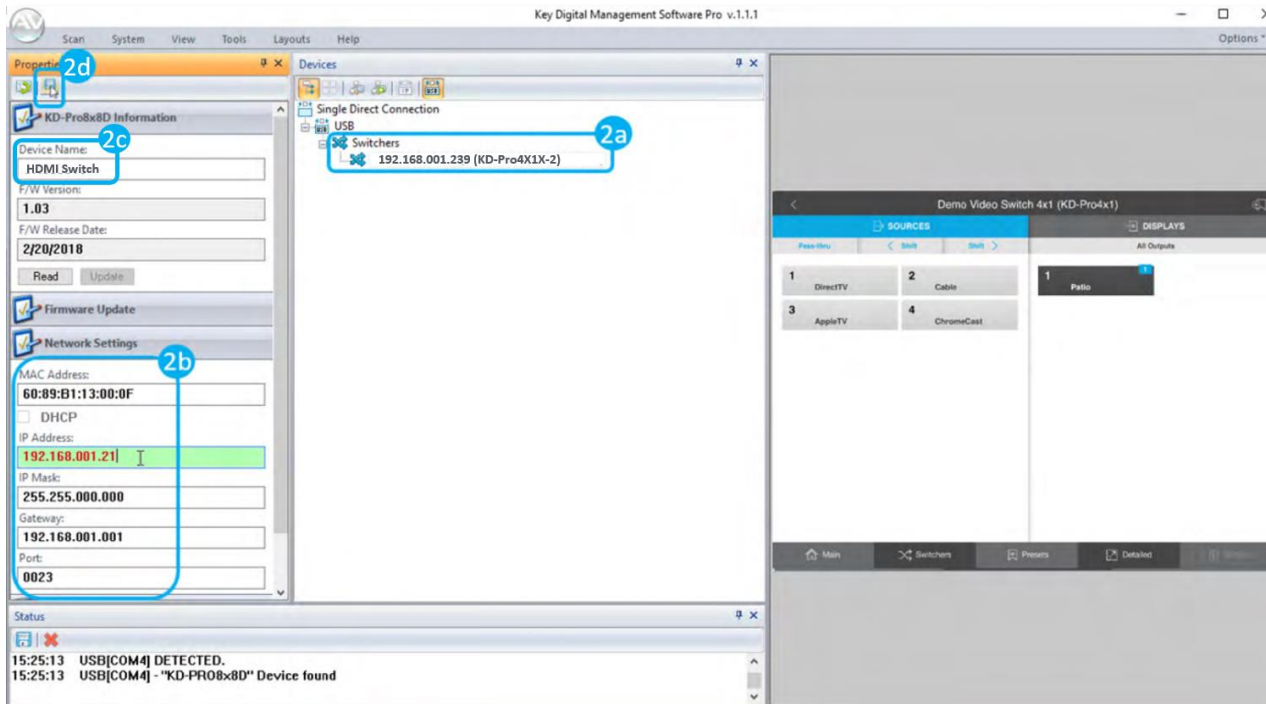 Key Digital Management Software Pro v.1.1.1
AV
Scan System View Tools Layouts Help
Options
Properties
2d
KD-Pro8x8D Information
2c
Device Name:
HDMI Switch
F/W Version:
1.03
F/W Release Date:
2/20/2018
Read Update
Firmware Update
Network Settings
2b
MAC Address:
60:89:B1:13:00:0F
DHCP
IP Address:
192.168.001.21
IP Mask:
255.255.000.000
Gateway:
192.168.001.001
Port:
0023
Devices
Single Direct Connection
USB
Switchers
2a
192.168.001.239 (KD-Pro4X1X-2)
Demo Video Switch 4x1 (KD-Pro4x1)
SOURCES DISPLAYS
Pass-thru < Shift Shift > All Outputs
1 DirectTV
2 Cable
3 AppleTV
4 ChromeCast
1 Patio 1
Main Switchers Presets Detailed
Status
15:25:13 USB[COM4] DETECTED.
15:25:13 USB[COM4] - "KD-PRO8x8D" Device found